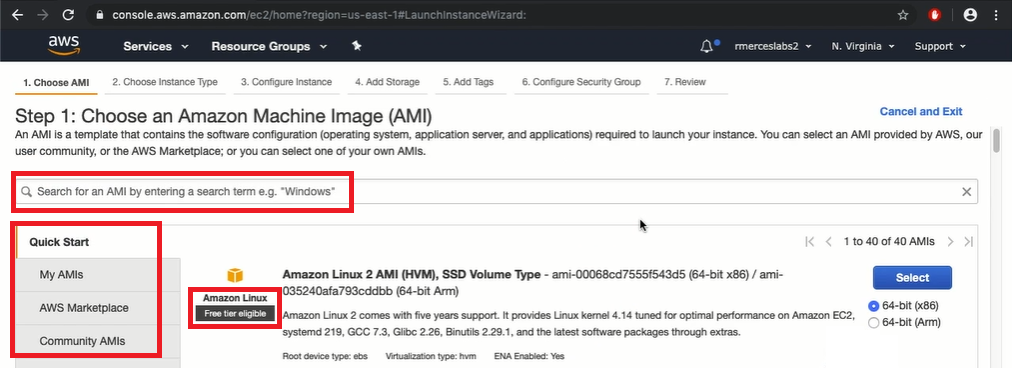 console.aws.amazon.com/ec2/home?region=us-east-1#LaunchInstanceWizard:
aws Services Resource Groups rmerceslabs2 N. Virginia Support
1. Choose AMI 2. Choose Instance Type 3. Configure Instance 4. Add Storage 5. Add Tags 6. Configure Security Group 7. Review
Step 1: Choose an Amazon Machine Image (AMI) Cancel and Exit
An AMI is a template that contains the software configuration (operating system, application server, and applications) required to launch your instance. You can select an AMI provided by AWS, our
user community, or the AWS Marketplace; or you can select one of your own AMIs.
Search for an AMI by entering a search term e.g. "Windows"
Quick Start
My AMIs
AWS Marketplace
Community AMIs
1 to 40 of 40 AMIs
Amazon Linux
Free tier eligible
Amazon Linux 2 AMI (HVM), SSD Volume Type - ami-00068cd7555f543d5 (64-bit x86) / ami-
035240afa793cddbb (64-bit Arm)
Amazon Linux 2 comes with five years support. It provides Linux kernel 4.14 tuned for optimal performance on Amazon EC2,
systemd 219, GCC 7.3, Glibc 2.26, Binutils 2.29.1, and the latest software packages through extras.
Root device type: ebs Virtualization type: hvm ENA Enabled: Yes
Select
64-bit (x86)
64-bit (Arm)